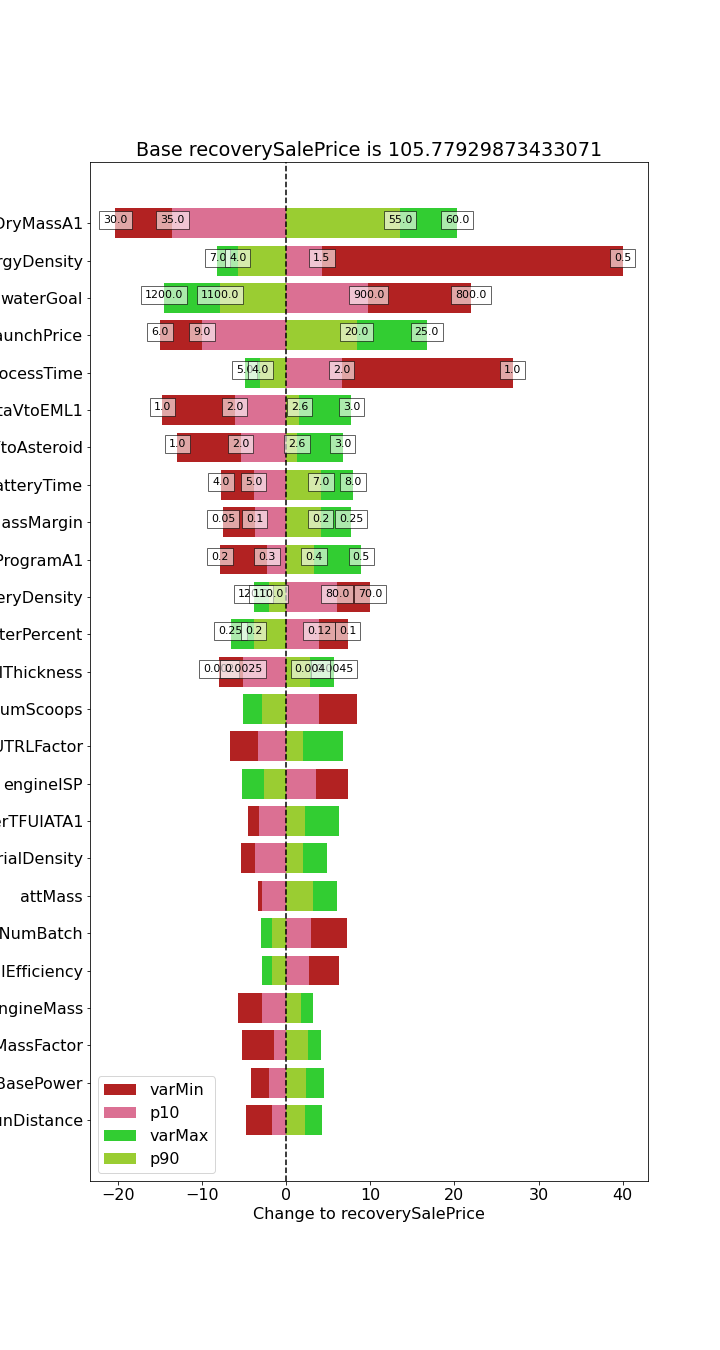 Base recoverySalePrice is 105.77929873433071
DryMassA1 30.0 35.0 55.0 60.0
rgyDensity 7.0 4.0 1.5 0.5
waterGoal 1200.0 1100.0 900.0 800.0
aunchPrice 6.0 9.0 20.0 25.0
ocessTime 5.0 4.0 2.0 1.0
taVtoEML1 1.0 2.0 2.6 3.0
toAsteroid 1.0 2.0 2.6 3.0
atteryTime 4.0 5.0 7.0 8.0
assMargin 0.05 0.1 0.2 0.25
ProgramA1 0.2 0.3 0.4 0.5
eryDensity 110.0 80.0 70.0
terPercent 0.25 0.2 0.12 0.1
lThickness 0.0025 0.004
umScoops
UTRLFactor
engineISP
erTFUIATA1
rialDensity
attMass
NumBatch
lEfficiency
ngineMass
MassFactor
BasePower
unDistance
varMin
p10
varMax
p90
−20 −10 0 10 20 30 40
Change to recoverySalePrice